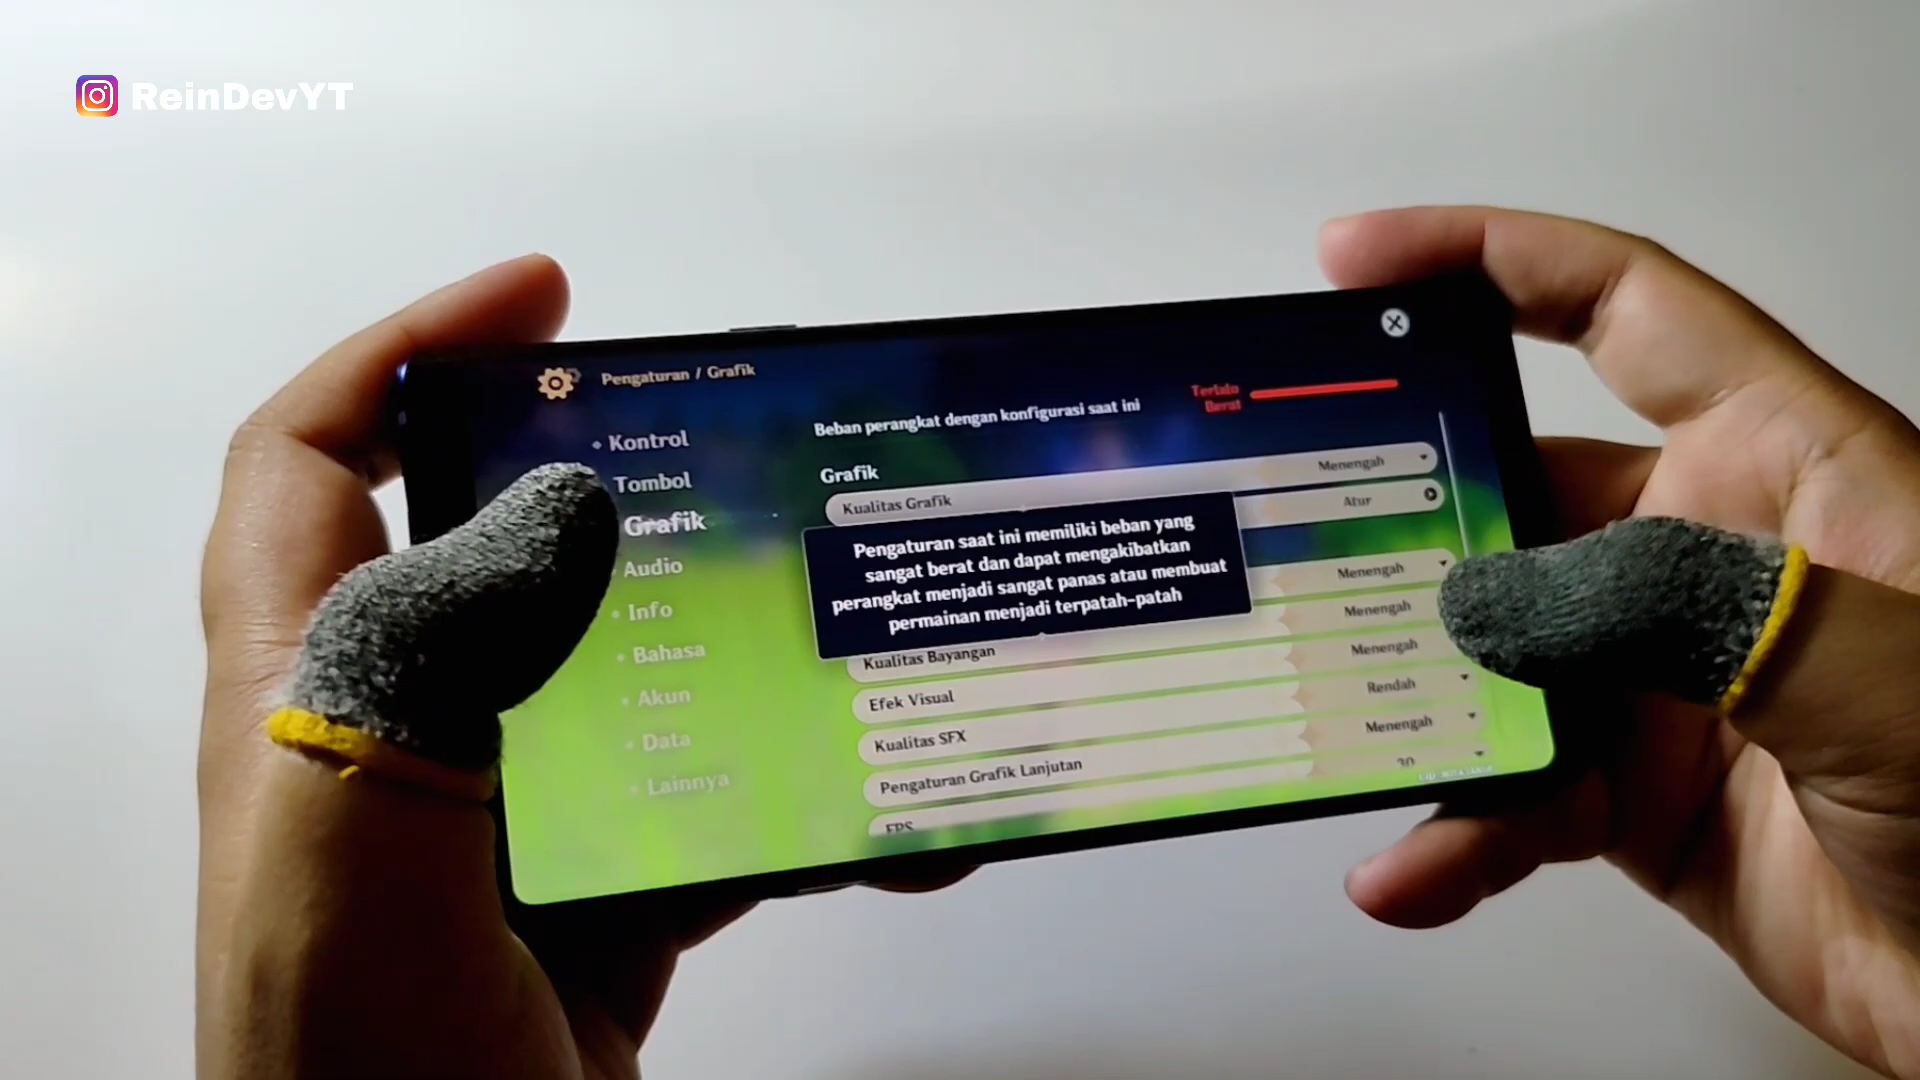 ReinDevYT
Pengaturan / Grafik
Terlalu
Berat
Beban perangkat dengan konfigurasi saat ini
Kontrol
Tombol
Grafik
Audio
Info
Bahasa
Akun
Data
Lainnya
Grafik
Kualitas Grafik
Menengah
Atur
Pengaturan saat ini memiliki beban yang
sangat berat dan dapat mengakibatkan
perangkat menjadi sangat panas atau membuat
permainan menjadi terpatah-patah
Menengah
Menengah
Kualitas Bayangan
Menengah
Efek Visual
Rendah
Kualitas SFX
Menengah
Pengaturan Grafik Lanjutan
30
FPS